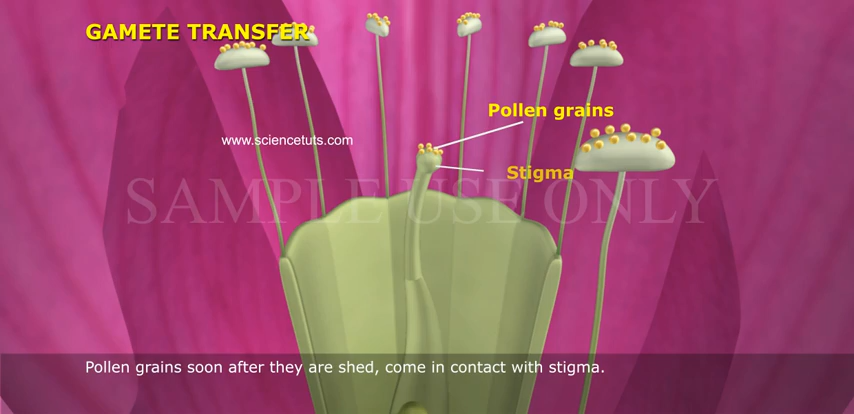 GAMETE TRANSFER
Pollen grains
www.sciencetuts.com
Stigma
SAMPLE USE ONLY
Pollen grains soon after they are shed, come in contact with stigma.